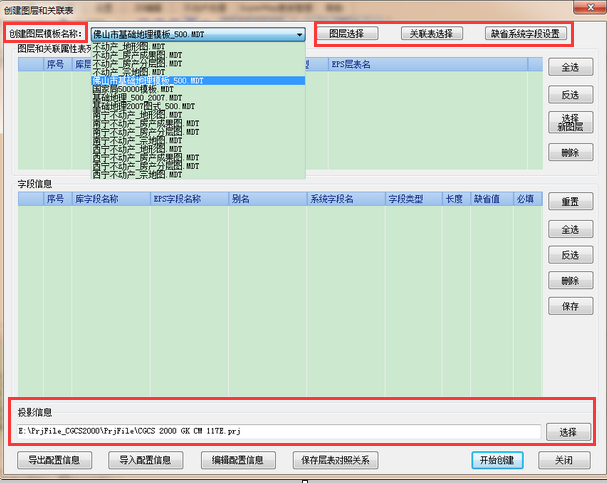 创建图层和关联表
创建图层模板名称:
佛山市基础地理模板_500.MDT
图层选择
关联表选择
缺省系统字段设置
图层和关联属性表
不动产_地形图.MDT
不动产_房产成果图.MDT
不动产_房产分层图.MDT
不动产_宗地图.MDT
佛山市基础地理模板_500.MDT
国家局50000模板.MDT
基础地理_500_2007.MDT
基础地理2007图式_500.MDT
南宁不动产_地形图.MDT
南宁不动产_房产成果图.MDT
南宁不动产_房产分层图.MDT
南宁不动产_宗地图.MDT
西宁不动产_地形图.MDT
西宁不动产_房产成果图.MDT
西宁不动产_房产分层图.MDT
西宁不动产_宗地图.MDT
序号 库层 EPS层表名
全选
反选
选择
新图层
删除
字段信息
序号 库字段名称 EPS字段名称 别名 系统字段名 字段类型 长度 缺省值 必填
重置
全选
反选
删除
保存
投影信息
E:\PrjFile_CGCS2000\PrjFile\CGCS 2000 GK CM 117E.prj
选择
导出配置信息
导入配置信息
编辑配置信息
保存层表对照关系
开始创建
关闭